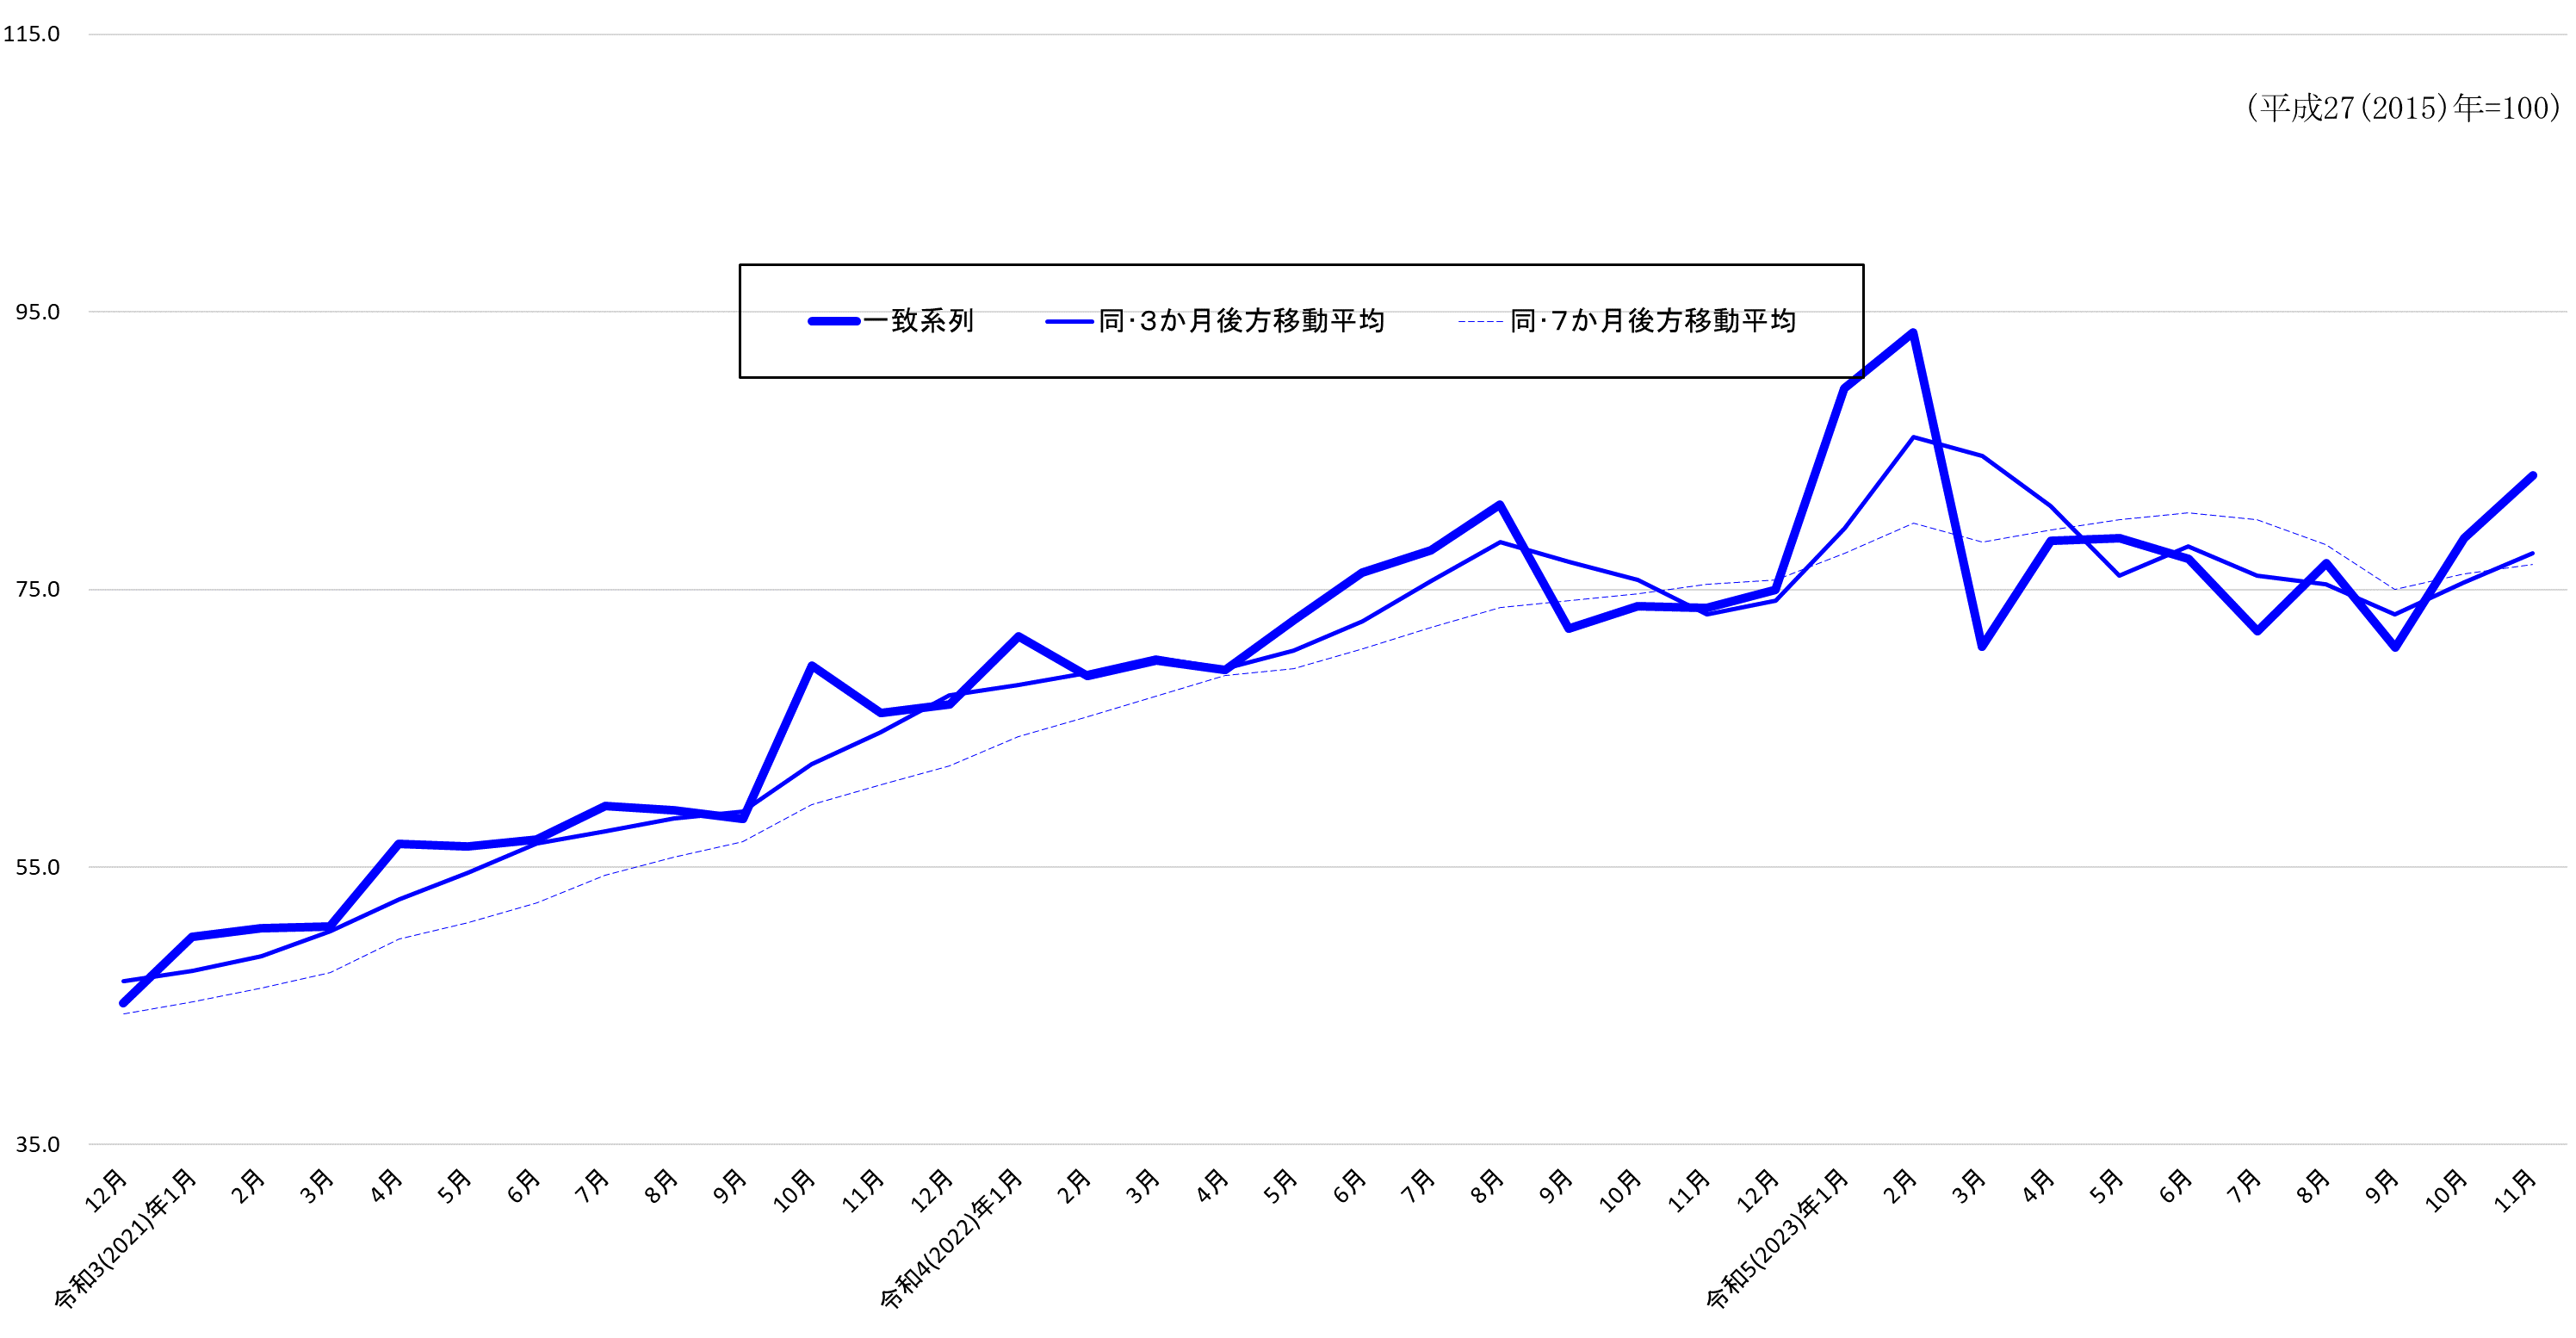 115.0
(平成27(2015)年=100)
95.0
一致系列 同・3か月後方移動平均 同・7か月後方移動平均
75.0
55.0
35.0
12月
令和3(2021)年1月
2月
3月
4月
5月
6月
7月
8月
9月
10月
11月
12月
令和4(2022)年1月
2月
3月
4月
5月
6月
7月
8月
9月
10月
11月
12月
令和5(2023)年1月
2月
3月
4月
5月
6月
7月
8月
9月
10月
11月